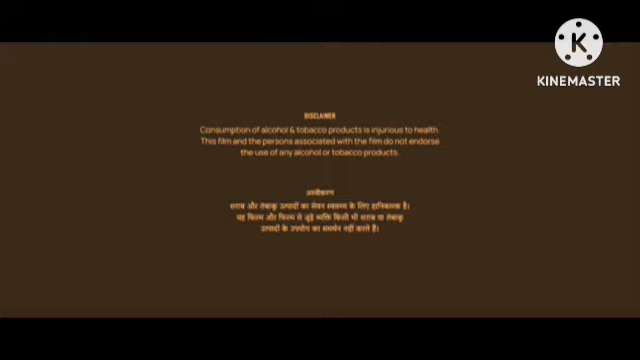 KINEMASTER
DISCLAIMER
Consumption of alcohol & tobacco products is injurious to health.
This film and the persons associated with the film do not endorse
the use of any alcohol or tobacco products.
अस्वीकरण
शराब और तंबाकू उत्पादों का सेवन स्वास्थ्य के लिए हानिकारक है।
यह फिल्म और फिल्म से जुड़े व्यक्ति किसी भी शराब या तंबाकू
उत्पादों के उपयोग का समर्थन नहीं करते हैं।